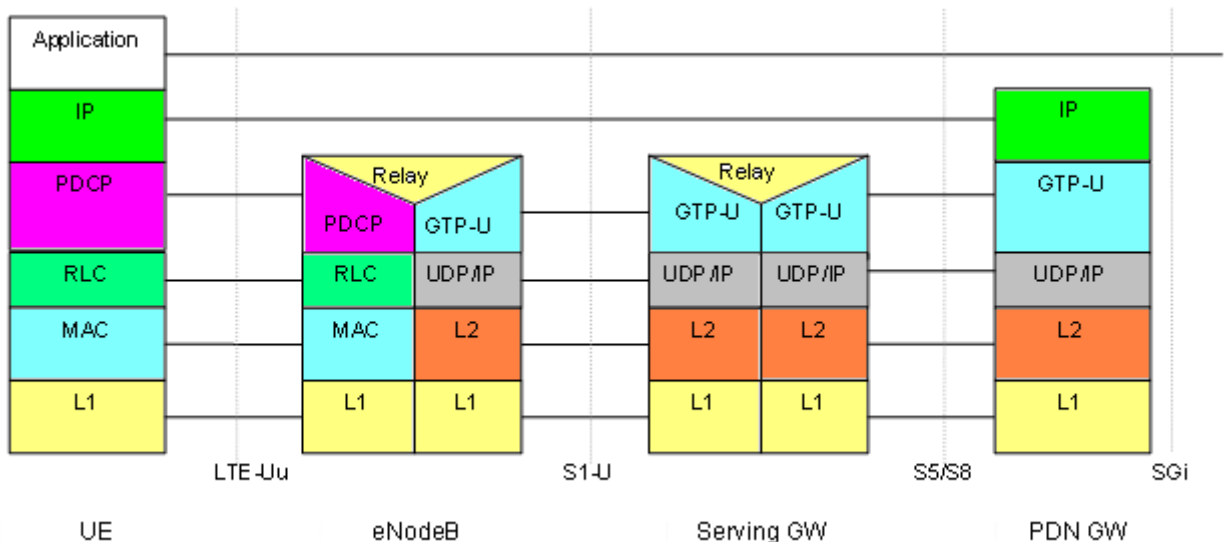 Application
IP
IP
PDCP
Relay
Relay
GTP-U
PDCP
GTP-U
GTP-U
GTP-U
RLC
RLC
UDP/IP
UDP/IP
UDP/IP
UDP/IP
MAC
MAC
L2
L2
L2
L2
L1
L1
L1
L1
L1
L1
LTE-Uu
S1-U
S5/S8
SGi
UE
eNodeB
Serving GW
PDN GW